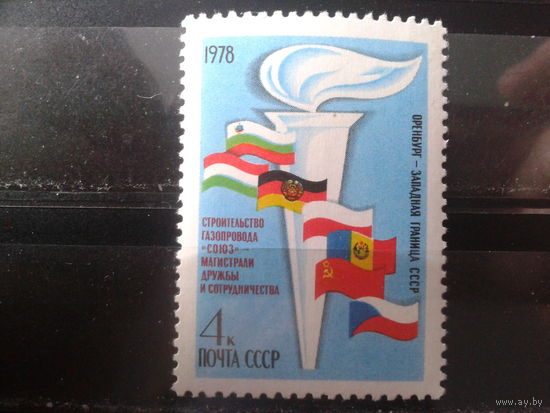 1978
ОРЕНБУРГ – ЗАПАДНАЯ ГРАНИЦА СССР
СТРОИТЕЛЬСТВО
ГАЗОПРОВОДА
"СОЮЗ" –
МАГИСТРАЛИ
ДРУЖБЫ
И СОТРУДНИЧЕСТВА
4к
ПОЧТА СССР
www.ay.by